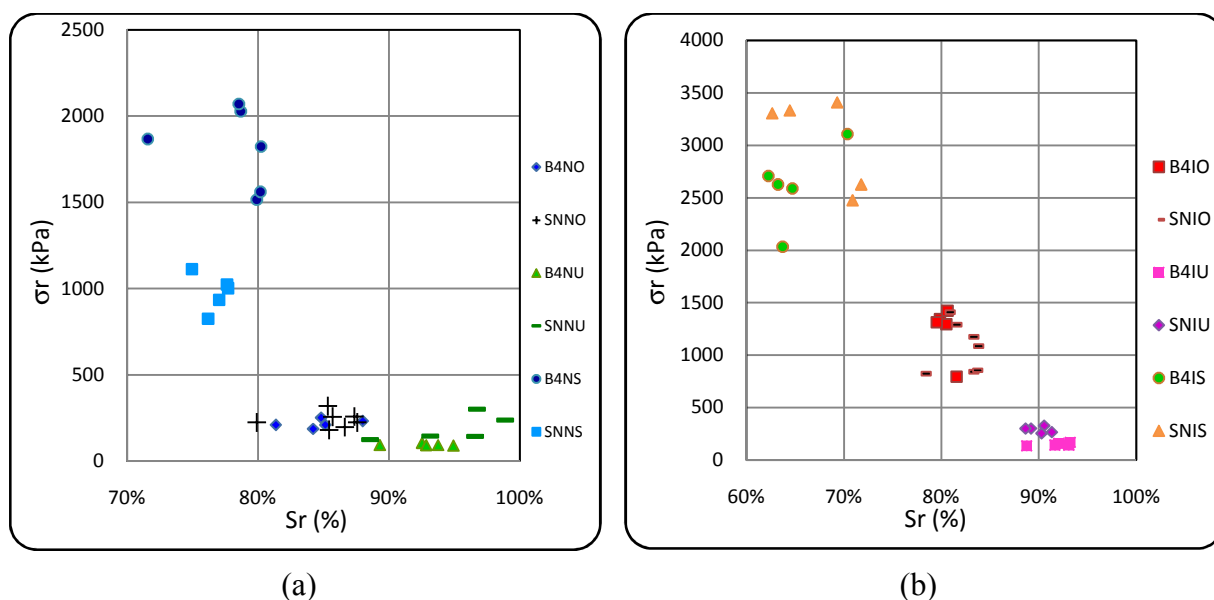 2500
2000
1500
1000
500
0
70%
80%
90%
100%
σr (kPa)
Sr (%)
B4NO
SNNO
B4NU
SNNU
B4NS
SNNS
(a)
4000
3500
3000
2500
2000
1500
1000
500
0
60%
70%
80%
90%
100%
σr (kPa)
Sr (%)
B4IO
SNIO
B4IU
SNIU
B4IS
SNIS
(b)